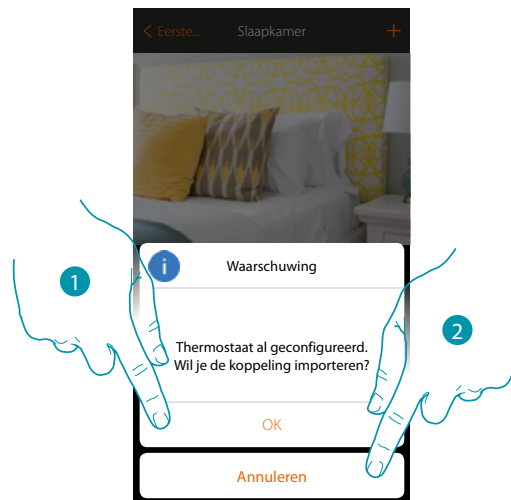 Eerste... Slaapkamer +
i Waarschuwing
1
2
Thermostaat al geconfigureerd.
Wil je de koppeling importeren?
OK
Annuleren